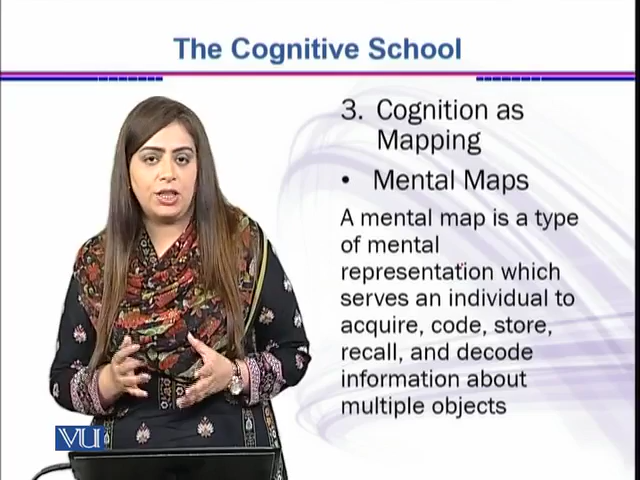 The Cognitive School
3. Cognition as
Mapping
• Mental Maps
A mental map is a type
of mental
representation which
serves an individual to
acquire, code, store,
recall, and decode
information about
multiple objects
VU